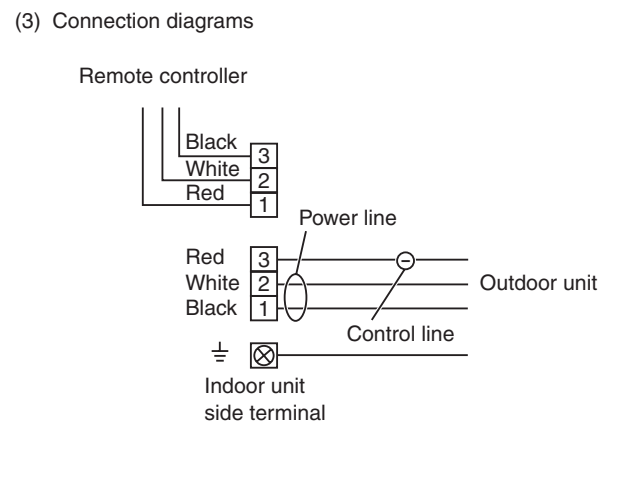 (3) Connection diagrams
Remote controller
Black 3
White 2
Red 1
Power line
Red 3
White 2
Black 1
Outdoor unit
Control line
Indoor unit
side terminal